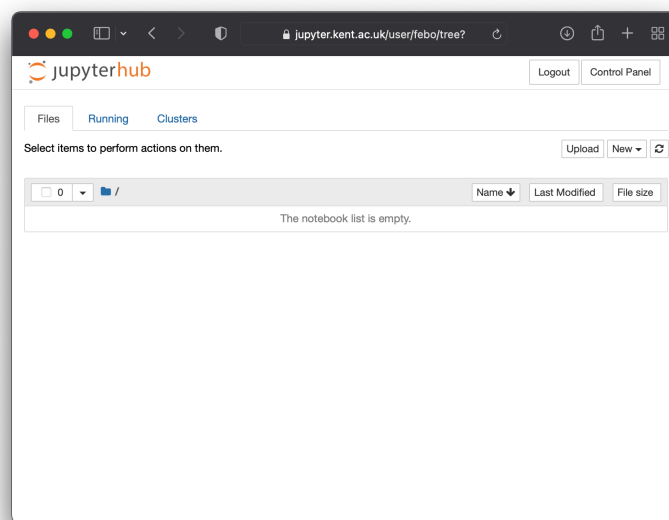 jupyter.kent.ac.uk/user/febo/tree?
jupyterhub
Logout Control Panel
Files Running Clusters
Select items to perform actions on them.
Upload New
0 / Name Last Modified File size
The notebook list is empty.